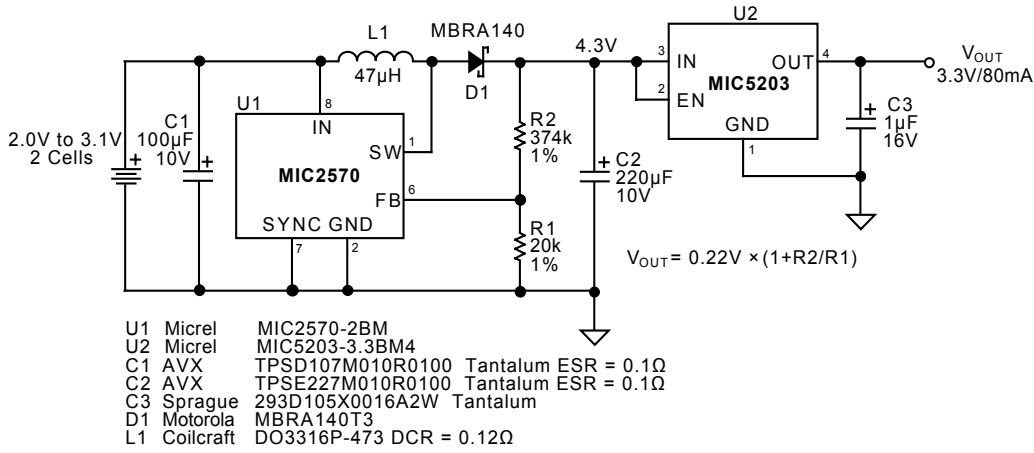 U2
L1
MBRA140
4.3V
3
IN
OUT
4
V_OUT
3.3V/80mA
47µH
D1
MIC5203
2
EN
GND
1
C3
1µF
16V
U1
8
IN
2.0V to 3.1V
2 Cells
C1
100µF
10V
SW
1
MIC2570
FB
6
R2
374k
1%
C2
220µF
10V
SYNC
GND
7
2
R1
20k
1%
V_OUT = 0.22V × (1+R2/R1)
U1 Micrel MIC2570-2BM
U2 Micrel MIC5203-3.3BM4
C1 AVX TPSD107M010R0100 Tantalum ESR = 0.1Ω
C2 AVX TPSE227M010R0100 Tantalum ESR = 0.1Ω
C3 Sprague 293D105X0016A2W Tantalum
D1 Motorola MBRA140T3
L1 Coilcraft DO3316P-473 DCR = 0.12Ω